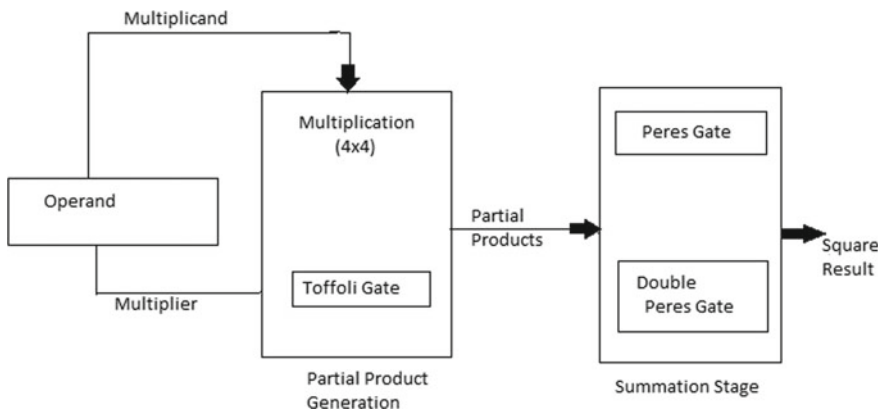 Multiplicand
Operand
Multiplier
Multiplication
(4x4)
Toffoli Gate
Partial Product
Generation
Partial
Products
Peres Gate
Double
Peres Gate
Summation Stage
Square
Result